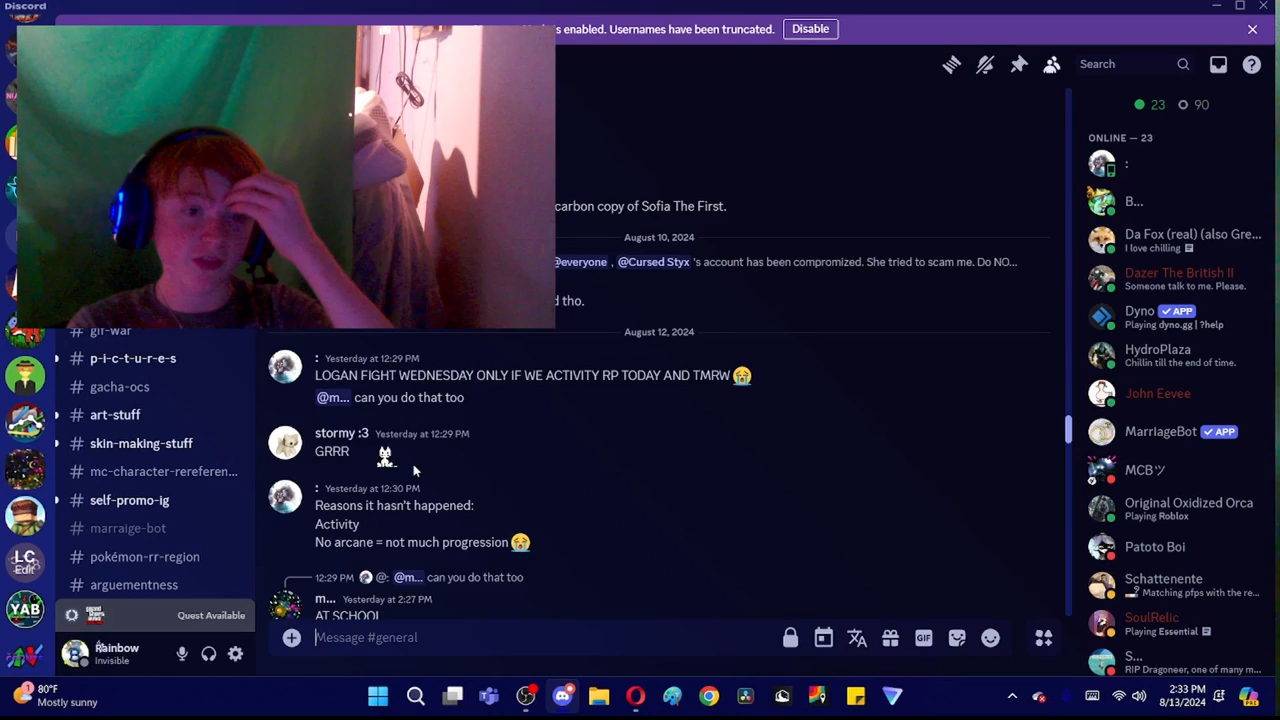 Discord
s enabled. Usernames have been truncated.
Disable
Search
23
90
carbon copy of Sofia The First.
August 10, 2024
@everyone , @Cursed Styx 's account has been compromized. She tried to scam me. Do NO...
d tho.
August 12, 2024
: Yesterday at 12:29 PM
LOGAN FIGHT WEDNESDAY ONLY IF WE ACTIVITY RP TODAY AND TMRW
@m... can you do that too
stormy :3 Yesterday at 12:29 PM
GRRR
: Yesterday at 12:30 PM
Reasons it hasn't happened:
Activity
No arcane = not much progression
12:29 PM @: @m... can you do that too
m... Yesterday at 2:27 PM
AT SCHOOL
Message #general
GIF
gif-war
p-i-c-t-u-r-e-s
gacha-ocs
art-stuff
skin-making-stuff
mc-character-rereferen...
self-promo-ig
marraige-bot
pokémon-rr-region
arguementness
Quest Available
Rainbow
Invisible
LC
Edit
YAB
ONLINE — 23
:
B...
Da Fox (real) (also Gre...
I love chilling
Dazer The British II
Someone talk to me. Please.
Dyno APP
Playing dyno.gg | ?help
HydroPlaza
Chillin till the end of time.
John Eevee
MarriageBot APP
MCBツ
Original Oxidized Orca
Playing Roblox
Patoto Boi
Schattenente
Matching pfps with the re...
SoulRelic
Playing Essential
S...
RIP Dragoneer, one of many m...
80°F
Mostly sunny
2:33 PM
8/13/2024